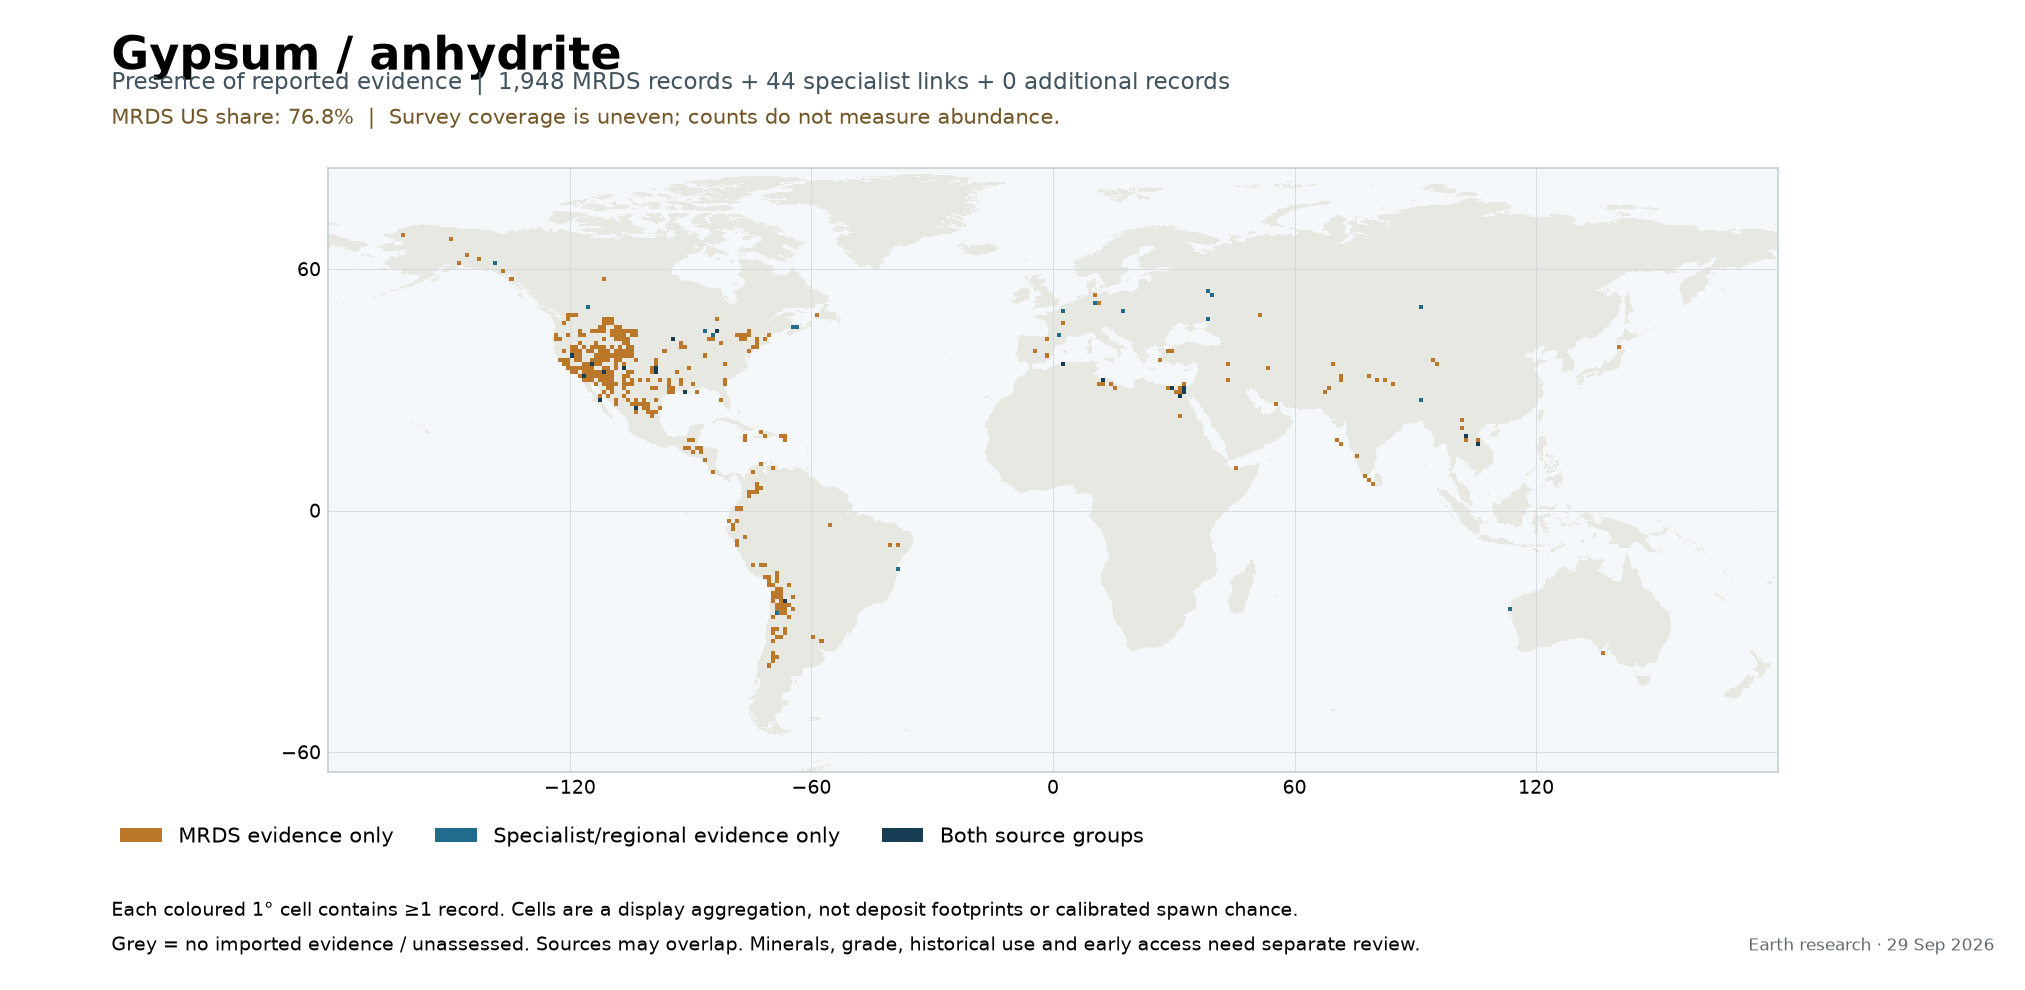 Gypsum / anhydrite
Presence of reported evidence | 1,948 MRDS records + 44 specialist links + 0 additional records
MRDS US share: 76.8% | Survey coverage is uneven; counts do not measure abundance.
60
0
−60
−120
−60
0
60
120
MRDS evidence only
Specialist/regional evidence only
Both source groups
Each coloured 1° cell contains ≥1 record. Cells are a display aggregation, not deposit footprints or calibrated spawn chance.
Grey = no imported evidence / unassessed. Sources may overlap. Minerals, grade, historical use and early access need separate review.
Earth research · 29 Sep 2026